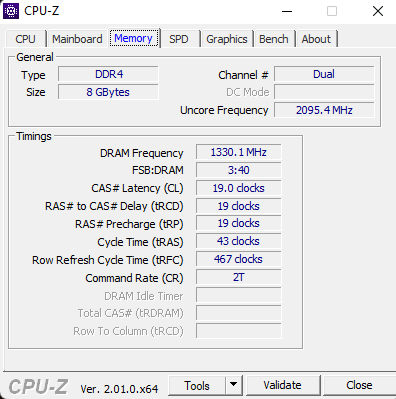 CPU-Z
CPU Mainboard Memory SPD Graphics Bench About
General
Type DDR4 Channel # Dual
Size 8 GBytes DC Mode
Uncore Frequency 2095.4 MHz
Timings
DRAM Frequency 1330.1 MHz
FSB:DRAM 3:40
CAS# Latency (CL) 19.0 clocks
RAS# to CAS# Delay (tRCD) 19 clocks
RAS# Precharge (tRP) 19 clocks
Cycle Time (tRAS) 43 clocks
Row Refresh Cycle Time (tRFC) 467 clocks
Command Rate (CR) 2T
DRAM Idle Timer
Total CAS# (tRDRAM)
Row To Column (tRCD)
CPU-Z Ver. 2.01.0.x64 Tools Validate Close